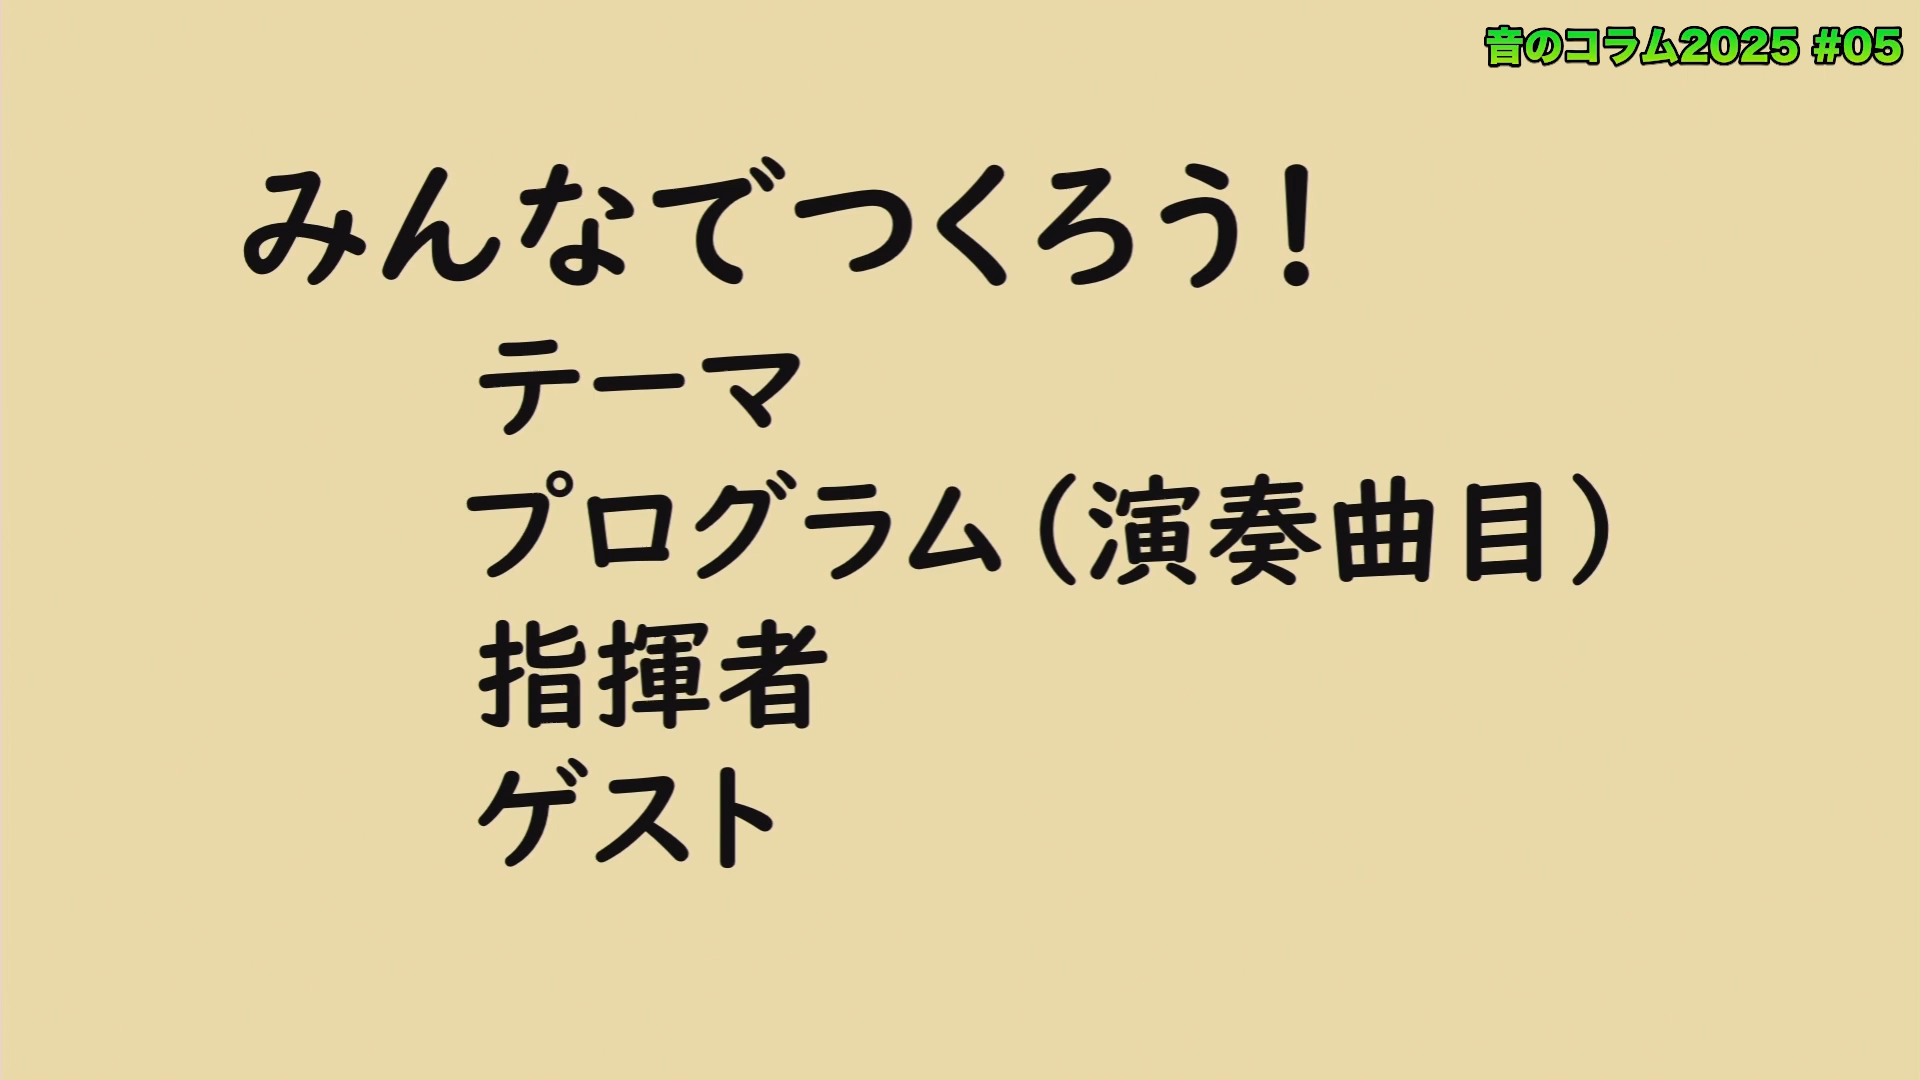 音のコラム2025 #05
みんなでつくろう!
テーマ
プログラム(演奏曲目)
指揮者
ゲスト